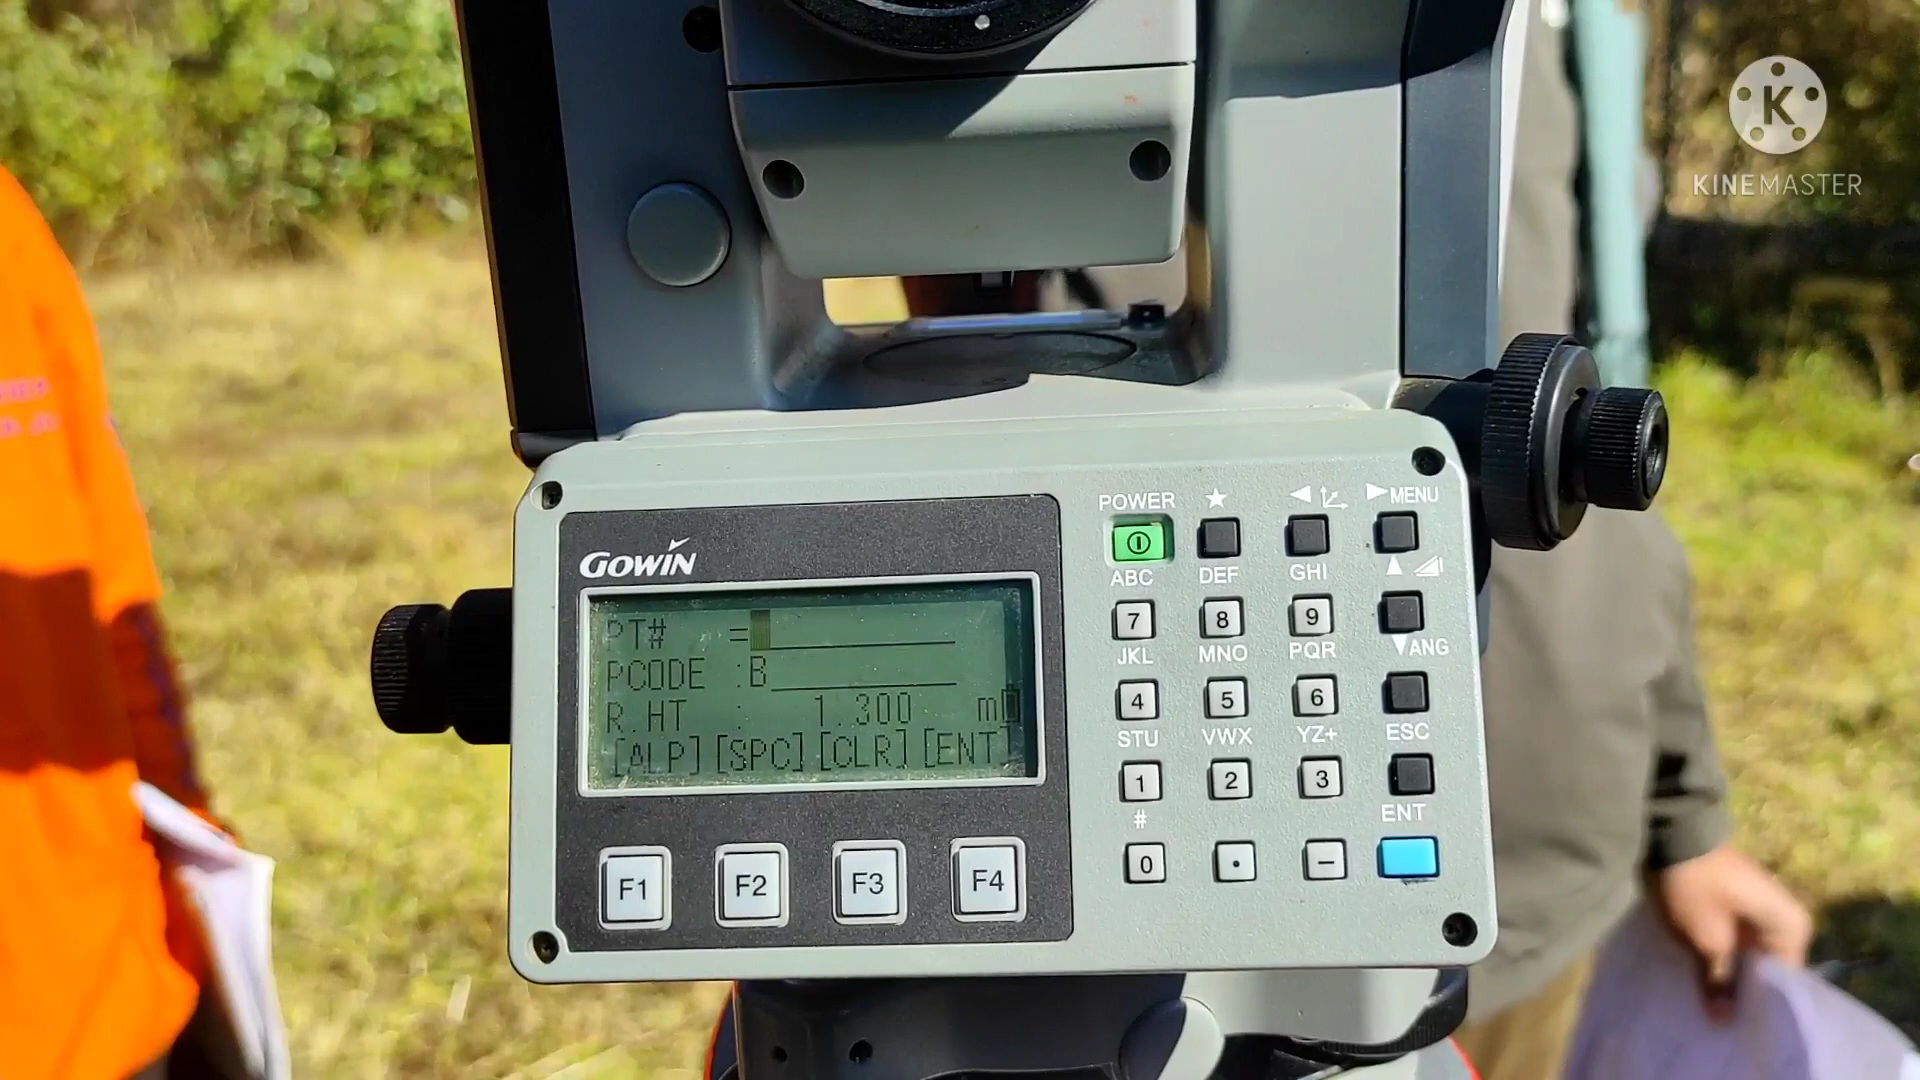 K
KINEMASTER
GOWIN
PT# =
PCODE :B
R.HT : 1.300 m
[ALP] [SPC] [CLR] [ENT]
F1 F2 F3 F4
POWER ★ ◀ ▶MENU
ABC DEF GHI ▲
7 8 9
JKL MNO PQR ▼ANG
4 5 6
STU VWX YZ+ ESC
1 2 3
# ENT
0 • −